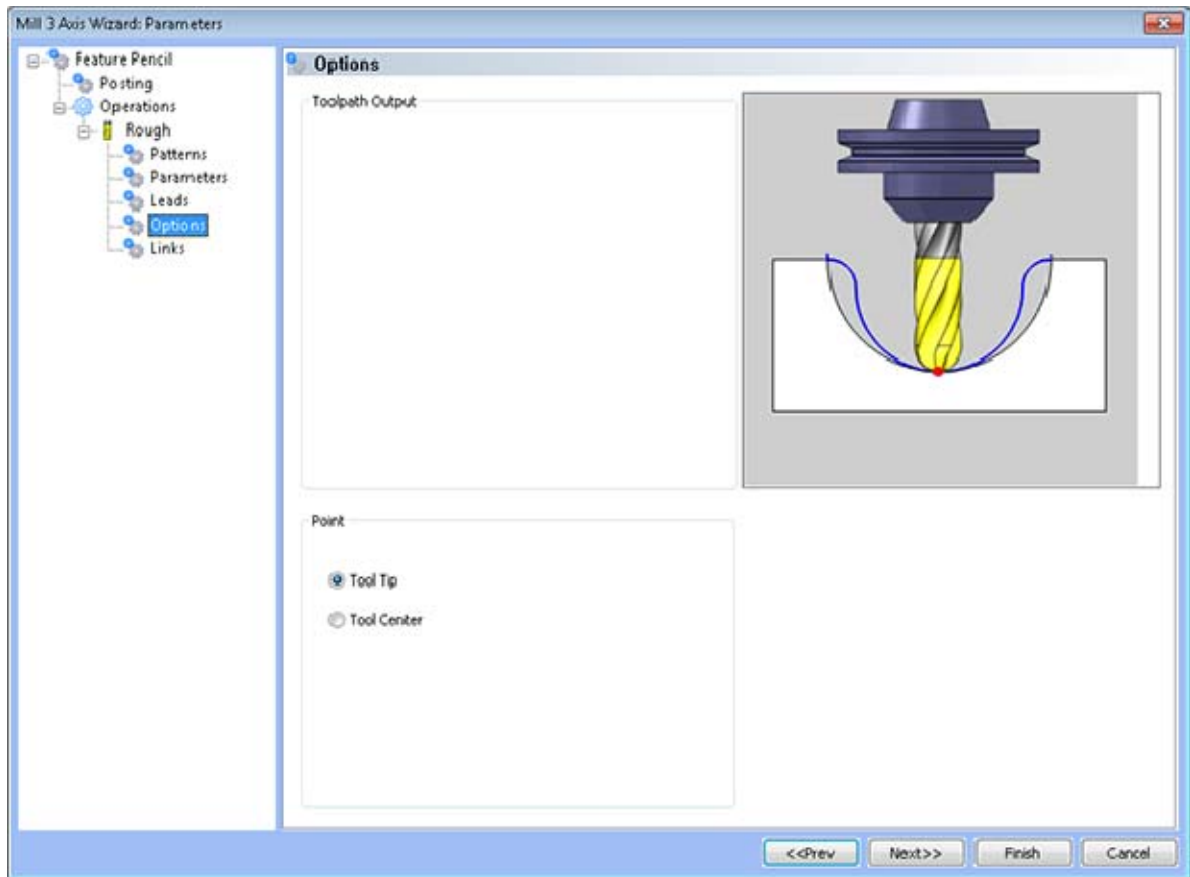 Mill 3 Axis Wizard: Parameters
Feature Pencil
Posting
Operations
Rough
Patterns
Parameters
Leads
Options
Links
Options
Toolpath Output
Point
Tool Tip
Tool Center
<<Prev
Next>>
Finish
Cancel